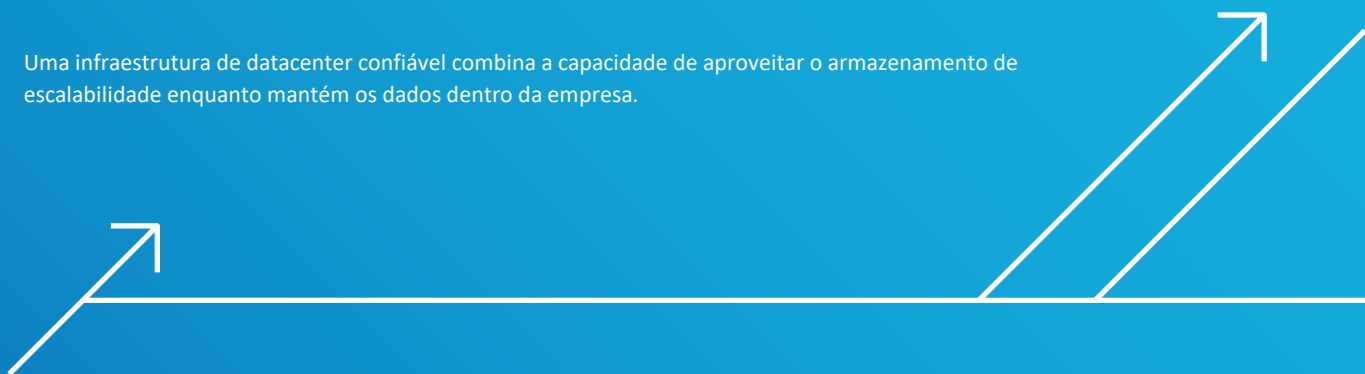 Uma infraestrutura de datacenter confiável combina a capacidade de aproveitar o armazenamento de
escalabilidade enquanto mantém os dados dentro da empresa.